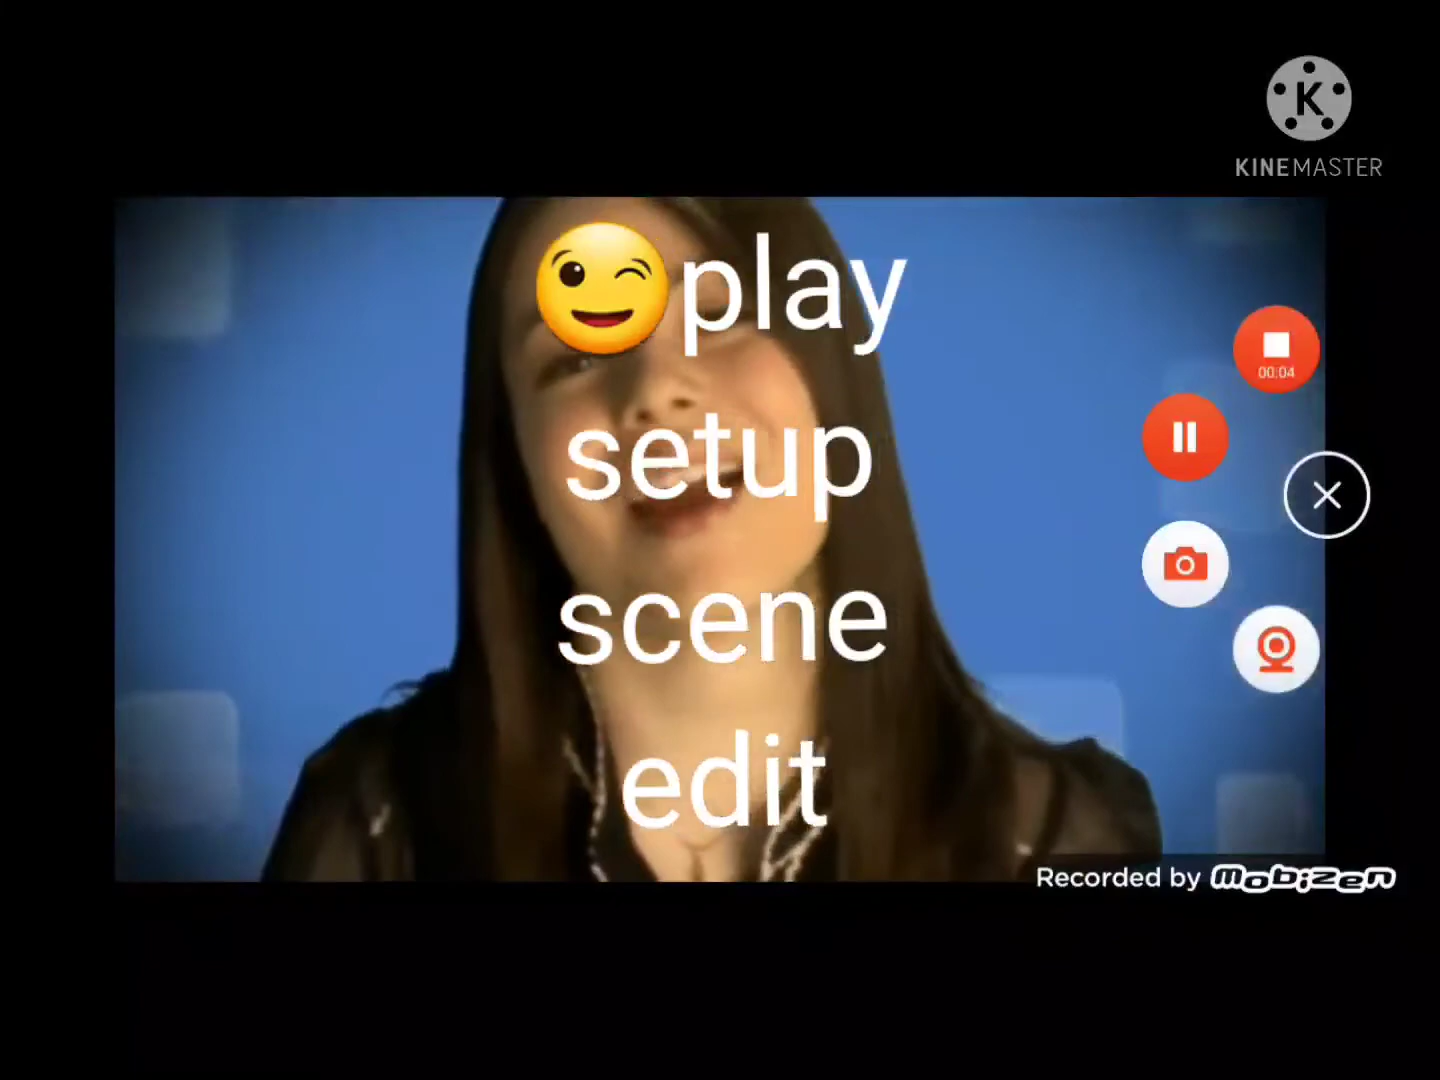 KINEMASTER
😉play
setup
scene
edit
00:04
Recorded by mobizen